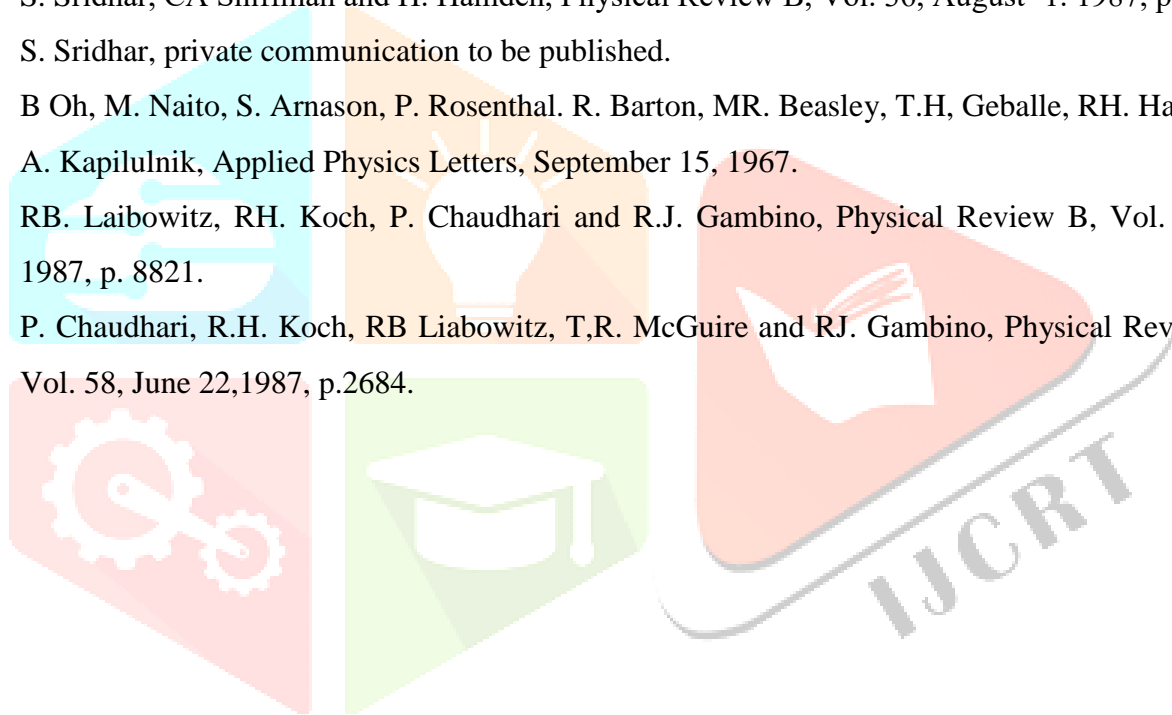 S. Sridhar, CA Shiffman and H. Hamdeh, Physical Review B, Vol. 36, August 1. 1987, p
S. Sridhar, private communication to be published.
B Oh, M. Naito, S. Arnason, P. Rosenthal. R. Barton, MR. Beasley, T.H, Geballe, RH. Ha
A. Kapilulnik, Applied Physics Letters, September 15, 1967.
RB. Laibowitz, RH. Koch, P. Chaudhari and R.J. Gambino, Physical Review B, Vol.
1987, p. 8821.
P. Chaudhari, R.H. Koch, RB Liabowitz, T,R. McGuire and RJ. Gambino, Physical Rev
Vol. 58, June 22,1987, p.2684.
IJCRT